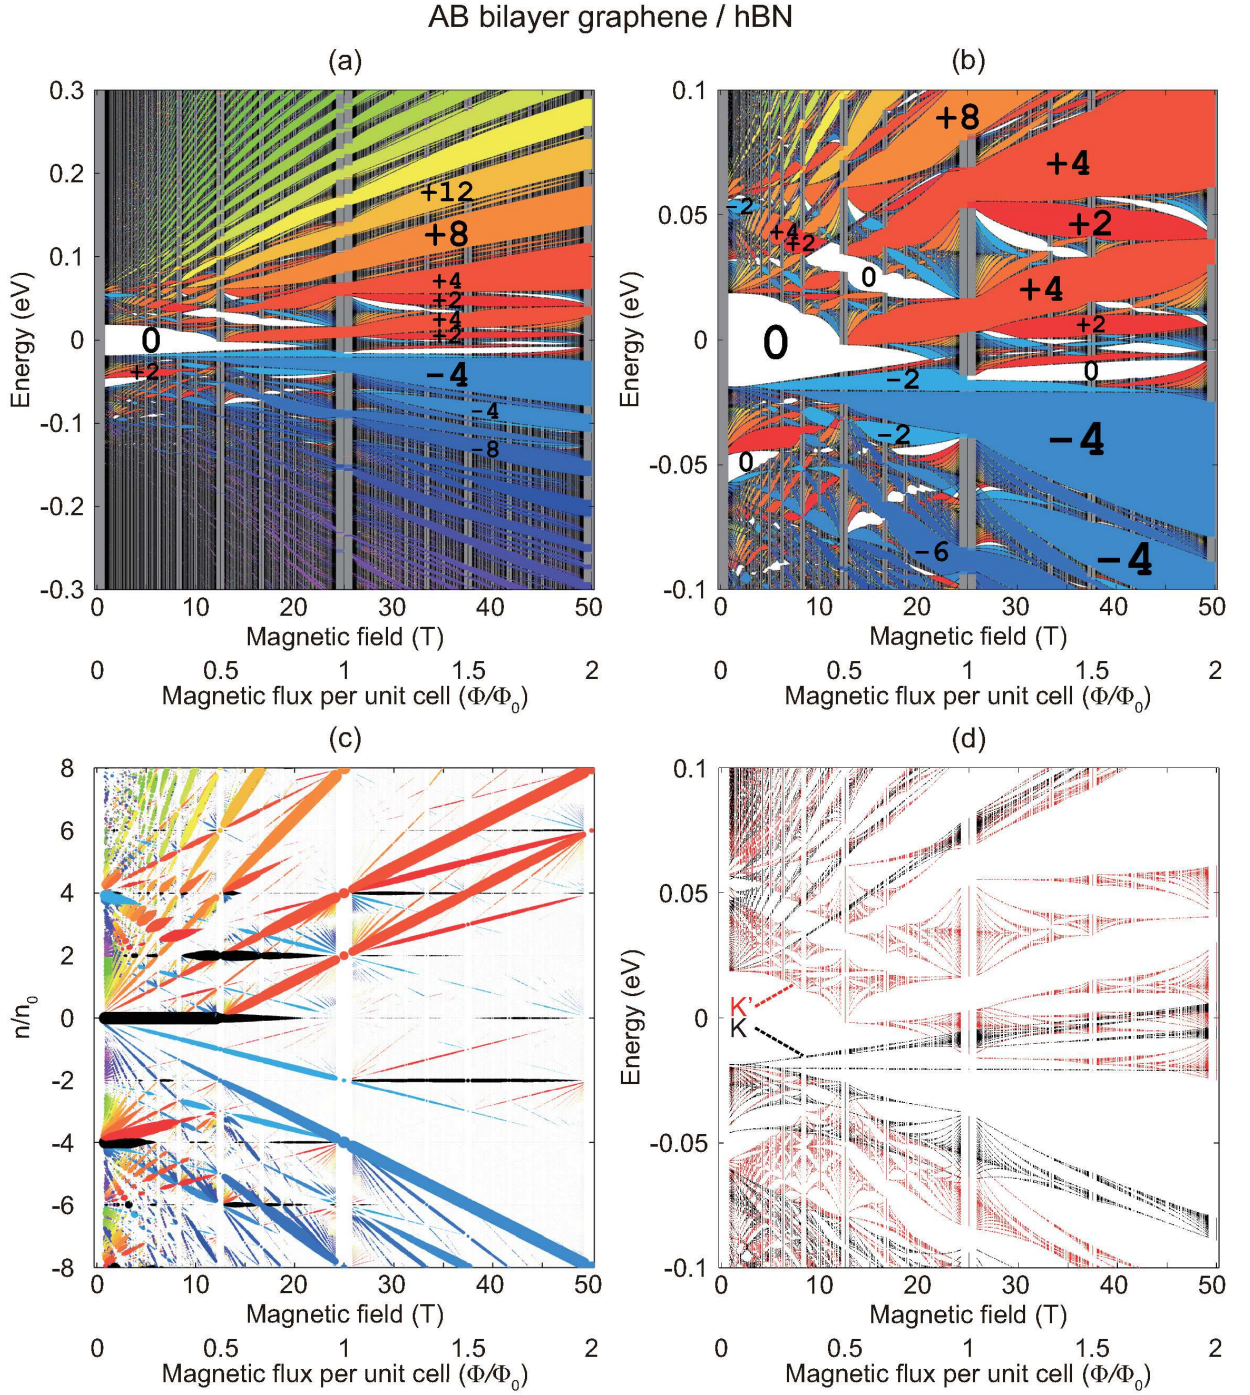 AB bilayer graphene / hBN
(a)
0.3
0.2
0.1
0
-0.1
-0.2
-0.3
Energy (eV)
+12
+8
+4
+2
+4
+2
0
+2
-4
-4
-8
0 10 20 30 40 50
Magnetic field (T)
0 0.5 1 1.5 2
Magnetic flux per unit cell (Φ/Φ0)
(b)
0.1
0.05
0
-0.05
-0.1
Energy (eV)
+8
+4
-2
+4
+2
+2
0
+4
0
+2
0
-2
-2
-4
0
-6
-4
0 10 20 30 40 50
Magnetic field (T)
0 0.5 1 1.5 2
Magnetic flux per unit cell (Φ/Φ0)
(c)
8
6
4
2
0
-2
-4
-6
-8
n/n0
0 10 20 30 40 50
Magnetic field (T)
0 0.5 1 1.5 2
Magnetic flux per unit cell (Φ/Φ0)
(d)
0.1
0.05
0
-0.05
-0.1
Energy (eV)
K'
K
0 10 20 30 40 50
Magnetic field (T)
0 0.5 1 1.5 2
Magnetic flux per unit cell (Φ/Φ0)